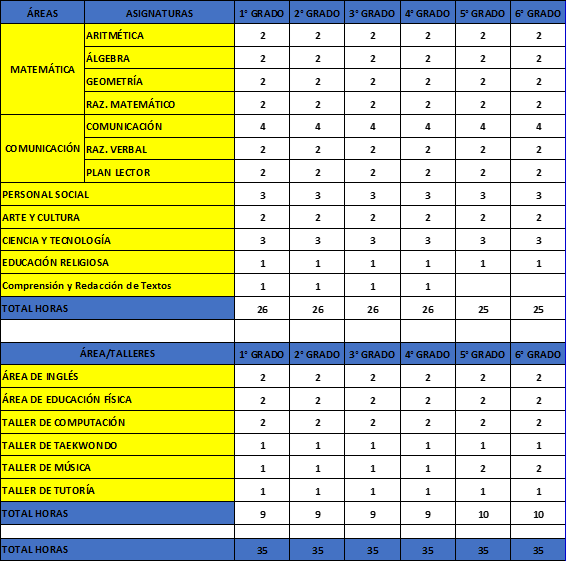 ÁREAS ASIGNATURAS 1° GRADO 2° GRADO 3° GRADO 4° GRADO 5° GRADO 6° GRADO
MATEMÁTICA
ARITMÉTICA 2 2 2 2 2 2
ÁLGEBRA 2 2 2 2 2 2
GEOMETRÍA 2 2 2 2 2 2
RAZ. MATEMÁTICO 2 2 2 2 2 2
COMUNICACIÓN
COMUNICACIÓN 4 4 4 4 4 4
RAZ. VERBAL 2 2 2 2 2 2
PLAN LECTOR 2 2 2 2 2 2
PERSONAL SOCIAL 3 3 3 3 3 3
ARTE Y CULTURA 2 2 2 2 2 2
CIENCIA Y TECNOLOGÍA 3 3 3 3 3 3
EDUCACIÓN RELIGIOSA 1 1 1 1 1 1
Comprensión y Redacción de Textos 1 1 1 1
TOTAL HORAS 26 26 26 26 25 25
ÁREA/TALLERES 1° GRADO 2° GRADO 3° GRADO 4° GRADO 5° GRADO 6° GRADO
ÁREA DE INGLÉS 2 2 2 2 2 2
ÁREA DE EDUCACIÓN FÍSICA 2 2 2 2 2 2
TALLER DE COMPUTACIÓN 2 2 2 2 2 2
TALLER DE TAEKWONDO 1 1 1 1 1 1
TALLER DE MÚSICA 1 1 1 1 2 2
TALLER DE TUTORÍA 1 1 1 1 1 1
TOTAL HORAS 9 9 9 9 10 10
TOTAL HORAS 35 35 35 35 35 35